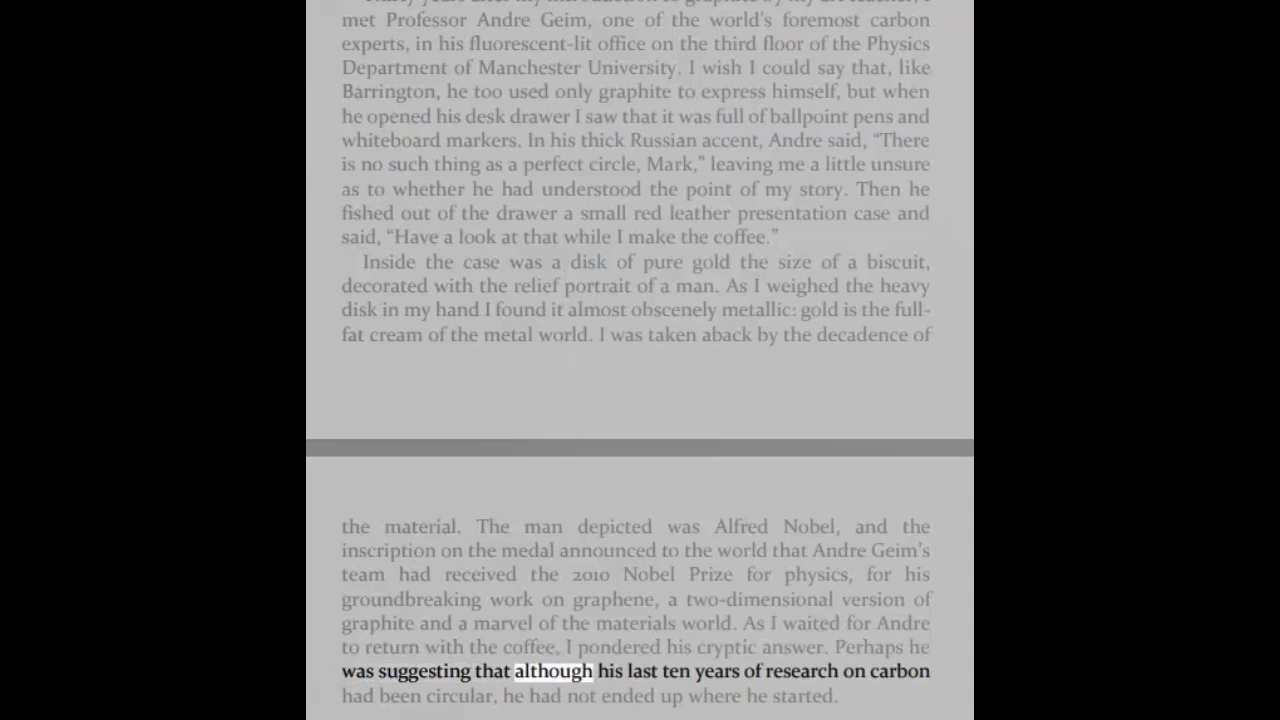 met Professor Andre Geim, one of the world's foremost carbon
experts, in his fluorescent-lit office on the third floor of the Physics
Department of Manchester University. I wish I could say that, like
Barrington, he too used only graphite to express himself, but when
he opened his desk drawer I saw that it was full of ballpoint pens and
whiteboard markers. In his thick Russian accent, Andre said, “There
is no such thing as a perfect circle, Mark,” leaving me a little unsure
as to whether he had understood the point of my story. Then he
fished out of the drawer a small red leather presentation case and
said, “Have a look at that while I make the coffee.”
Inside the case was a disk of pure gold the size of a biscuit,
decorated with the relief portrait of a man. As I weighed the heavy
disk in my hand I found it almost obscenely metallic: gold is the full-
fat cream of the metal world. I was taken aback by the decadence of
the material. The man depicted was Alfred Nobel, and the
inscription on the medal announced to the world that Andre Geim's
team had received the 2010 Nobel Prize for physics, for his
groundbreaking work on graphene, a two-dimensional version of
graphite and a marvel of the materials world. As I waited for Andre
to return with the coffee, I pondered his cryptic answer. Perhaps he
was suggesting that although his last ten years of research on carbon
had been circular, he had not ended up where he started.